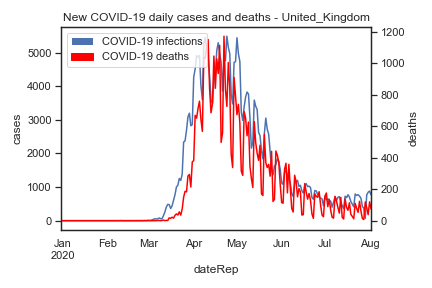 New COVID-19 daily cases and deaths - United_Kingdom
COVID-19 infections
COVID-19 deaths
5000
4000
3000
2000
1000
0
cases
1200
1000
800
600
400
200
0
deaths
Jan Feb Mar Apr May Jun Jul Aug
2020
dateRep